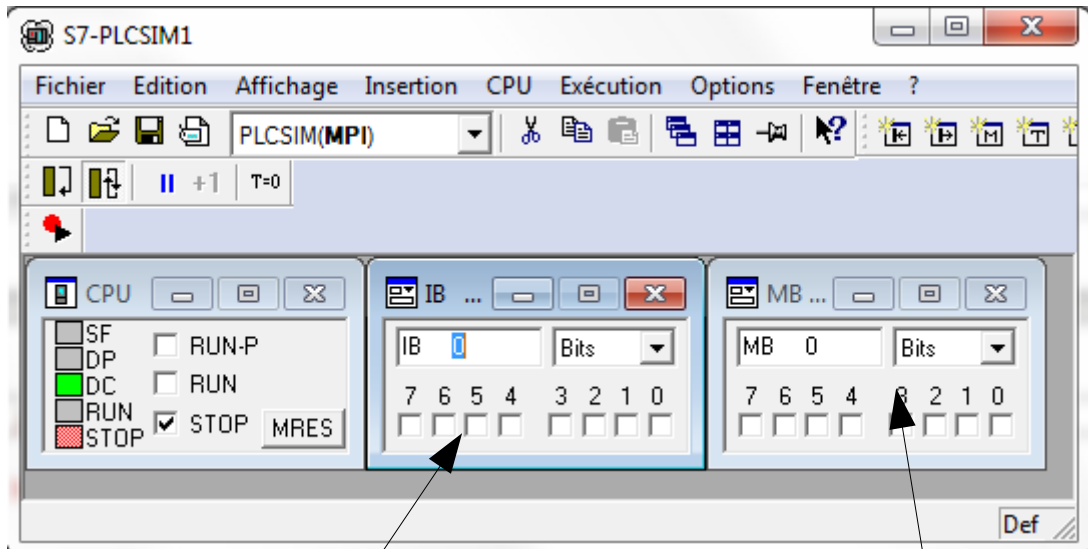 S7-PLCSIM1
Fichier Edition Affichage Insertion CPU Exécution Options Fenêtre ?
PLCSIM(MPI)
+1 T=0
CPU
IB ...
MB ...
SF
DP
DC
RUN
STOP
RUN-P
RUN
STOP
MRES
IB 0 Bits
7 6 5 4 3 2 1 0
MB 0 Bits
7 6 5 4 3 2 1 0
Def